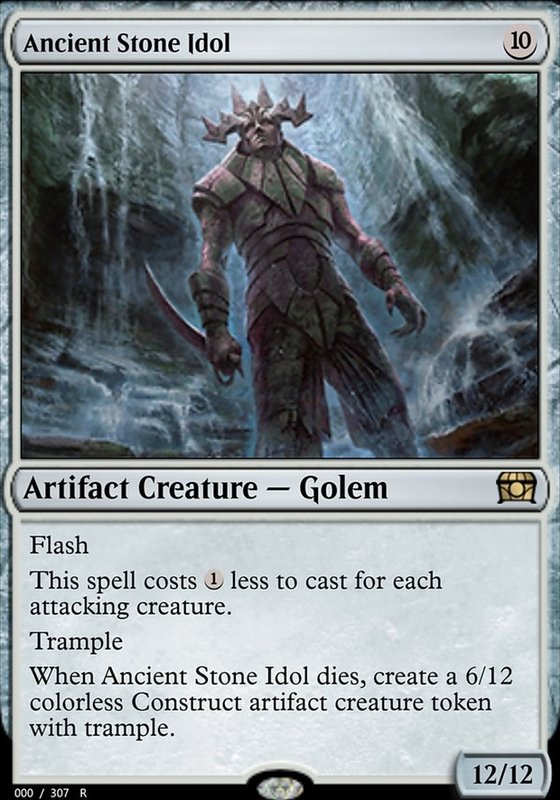 Ancient Stone Idol 10
Artifact Creature — Golem
Flash
This spell costs 1 less to cast for each
attacking creature.
Trample
When Ancient Stone Idol dies, create a 6/12
colorless Construct artifact creature token
with trample.
12/12
000 / 307 R